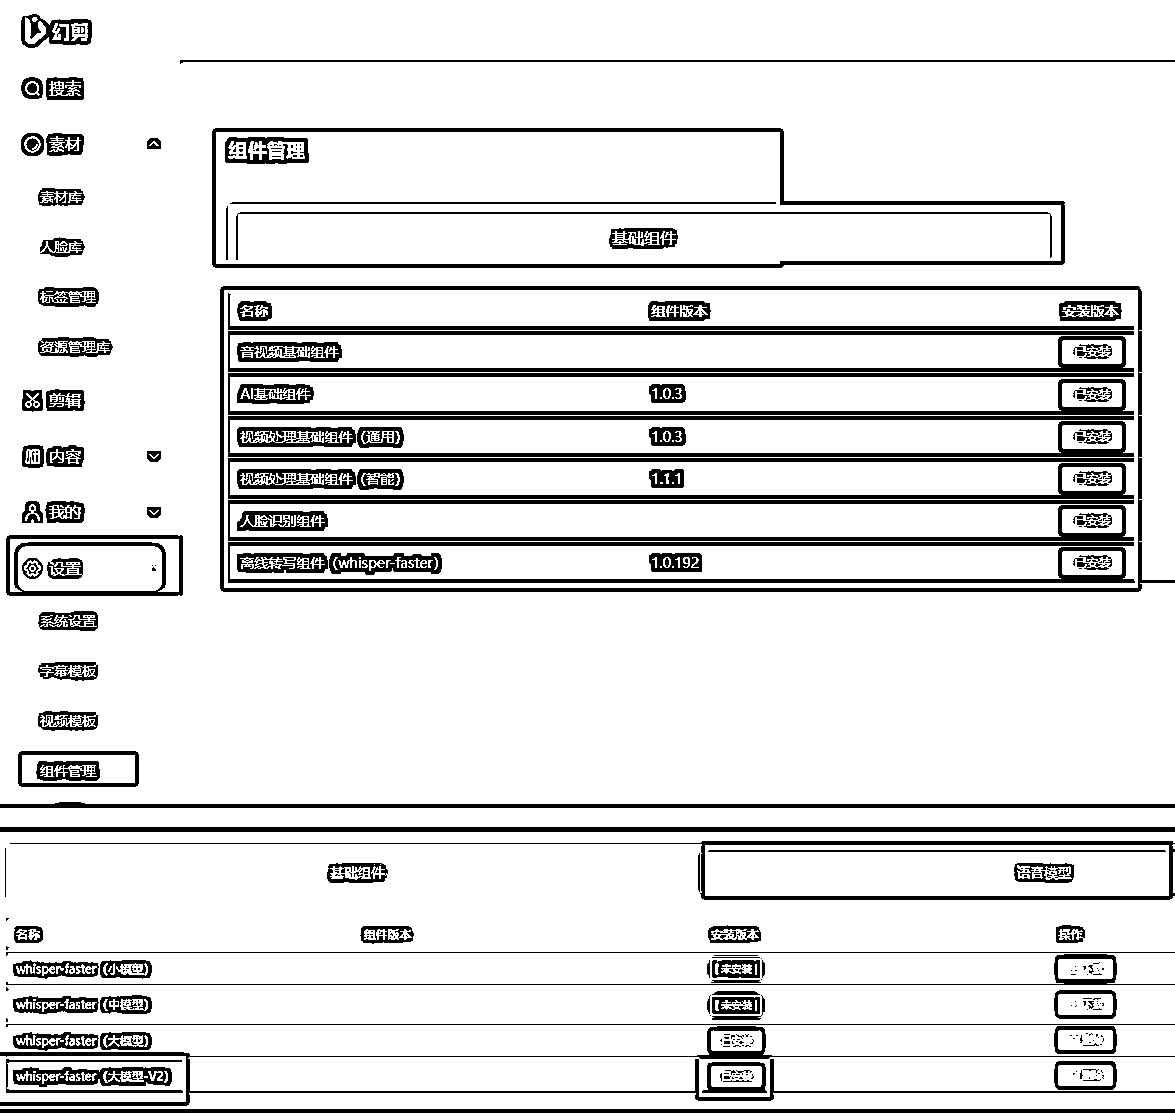 幻剪
搜索
素材
素材库
人脸库
标签管理
资源管理库
剪辑
内容
我的
设置
系统设置
字幕模板
视频模板
组件管理
组件管理
基础组件
名称 组件版本 安装版本
音视频基础组件 已安装
AI基础组件 1.0.3 已安装
视频处理基础组件 (通用) 1.0.3 已安装
视频处理基础组件 (智能) 1.1.1 已安装
人脸识别组件 已安装
离线转写组件 (whisper-faster) 1.0.192 已安装
基础组件 语音模型
名称 组件版本 安装版本 操作
whisper-faster (小模型) 未安装
whisper-faster (中模型) 未安装
whisper-faster (大模型) 已安装
whisper-faster (大模型-V2) 已安装